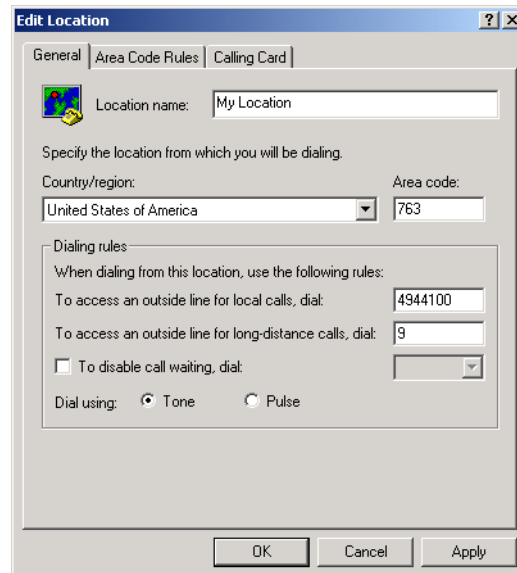 Edit Location
General Area Code Rules Calling Card
Location name: My Location
Specify the location from which you will be dialing.
Country/region: Area code:
United States of America 763
Dialing rules
When dialing from this location, use the following rules:
To access an outside line for local calls, dial: 4944100
To access an outside line for long-distance calls, dial: 9
To disable call waiting, dial:
Dial using: Tone Pulse
OK Cancel Apply